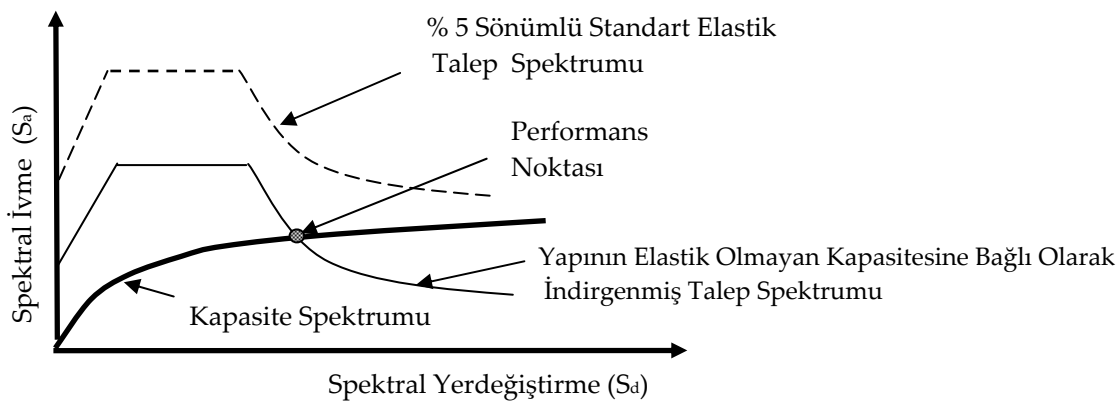 % 5 Sönümlü Standart Elastik
Talep Spektrumu
Performans
Noktası
Spektral İvme (Sa)
Yapının Elastik Olmayan Kapasitesine Bağlı Olarak
İndirgenmiş Talep Spektrumu
Kapasite Spektrumu
Spektral Yerdeğiştirme (Sd)